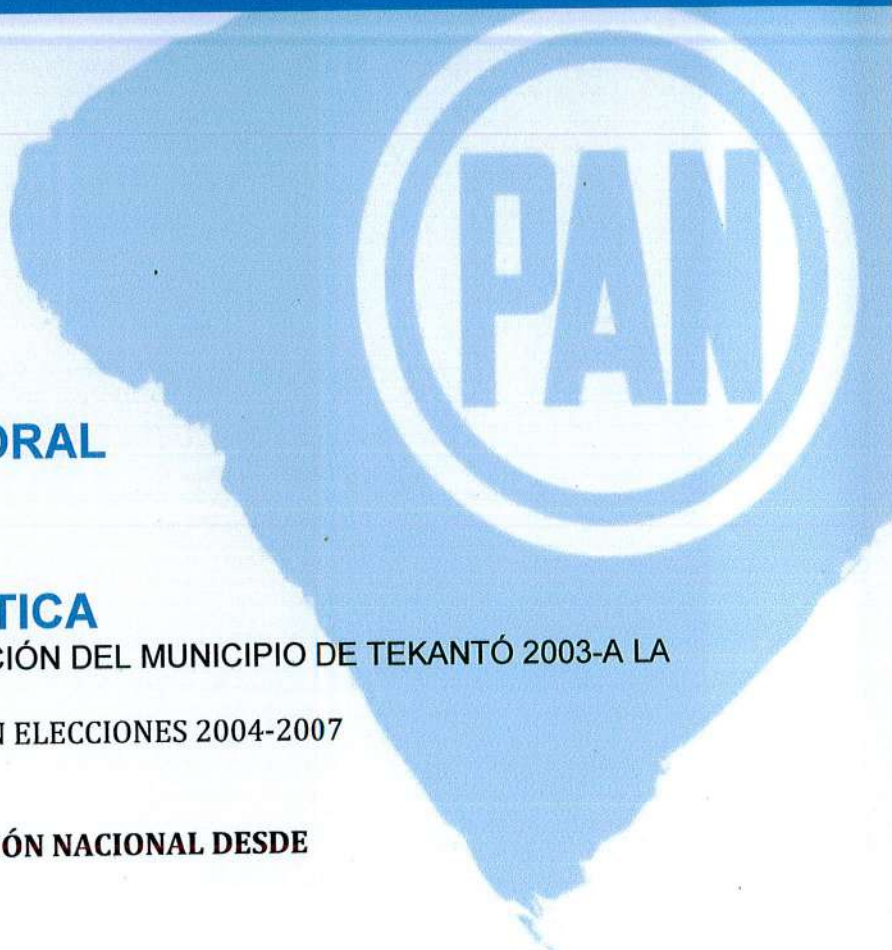 PAN
ORAL
TICA
CIÓN DEL MUNICIPIO DE TEKANTÓ 2003-A LA
N ELECCIONES 2004-2007
ÓN NACIONAL DESDE